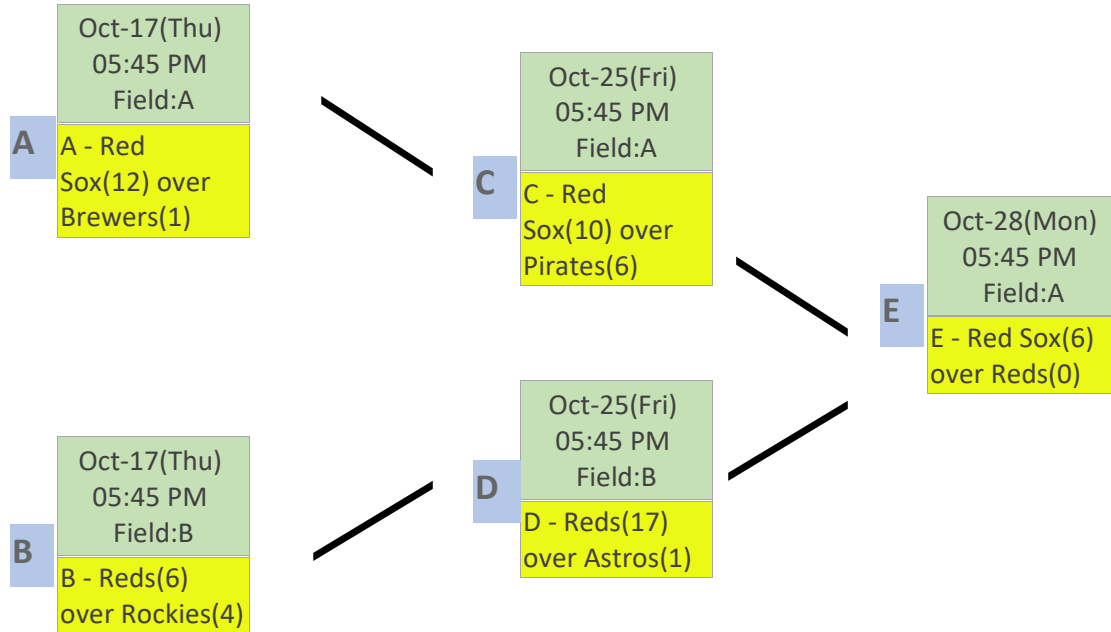 Oct-17(Thu)
05:45 PM
Field:A
A
A - Red
Sox(12) over
Brewers(1)
Oct-25(Fri)
05:45 PM
Field:A
C
C - Red
Sox(10) over
Pirates(6)
Oct-28(Mon)
05:45 PM
Field:A
E
E - Red Sox(6)
over Reds(0)
Oct-25(Fri)
05:45 PM
Field:B
D
D - Reds(17)
over Astros(1)
Oct-17(Thu)
05:45 PM
Field:B
B
B - Reds(6)
over Rockies(4)